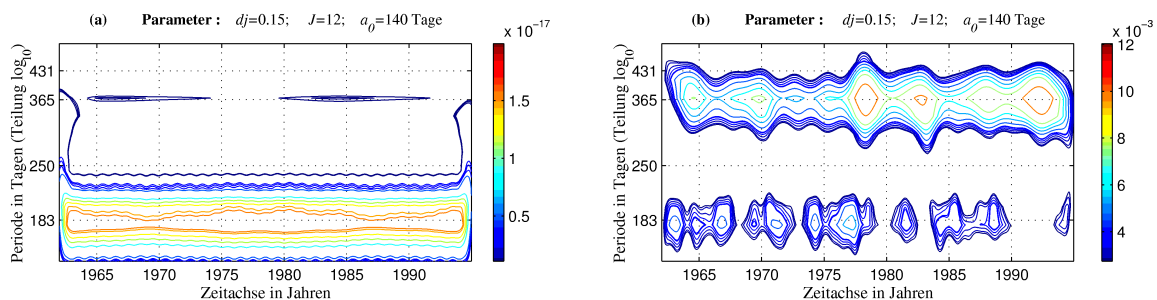 (a) Parameter : dj=0.15; J=12; a0=140 Tage
x 10^-17
Periode in Tagen (Teilung log10)
431
365
250
183
1965 1970 1975 1980 1985 1990
Zeitachse in Jahren
1.5
1
0.5
(b) Parameter : dj=0.15; J=12; a0=140 Tage
x 10^-3
Periode in Tagen (Teilung log10)
431
365
250
183
1965 1970 1975 1980 1985 1990
Zeitachse in Jahren
12
10
8
6
4